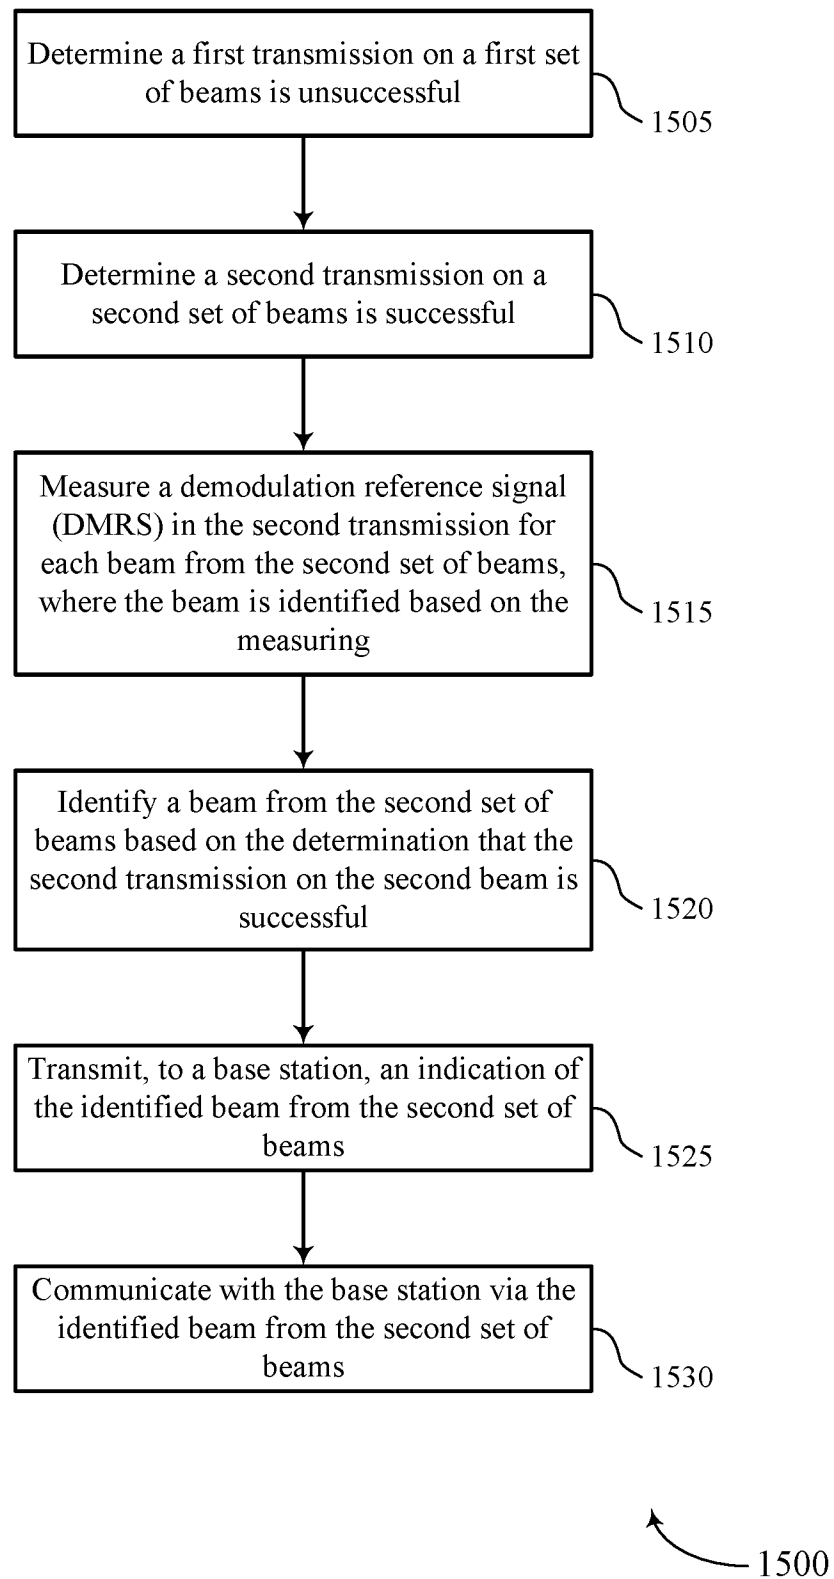 Determine a first transmission on a first set
of beams is unsuccessful
1505
Determine a second transmission on a
second set of beams is successful
1510
Measure a demodulation reference signal
(DMRS) in the second transmission for
each beam from the second set of beams,
where the beam is identified based on the
measuring
1515
Identify a beam from the second set of
beams based on the determination that the
second transmission on the second beam is
successful
1520
Transmit, to a base station, an indication of
the identified beam from the second set of
beams
1525
Communicate with the base station via the
identified beam from the second set of
beams
1530
1500